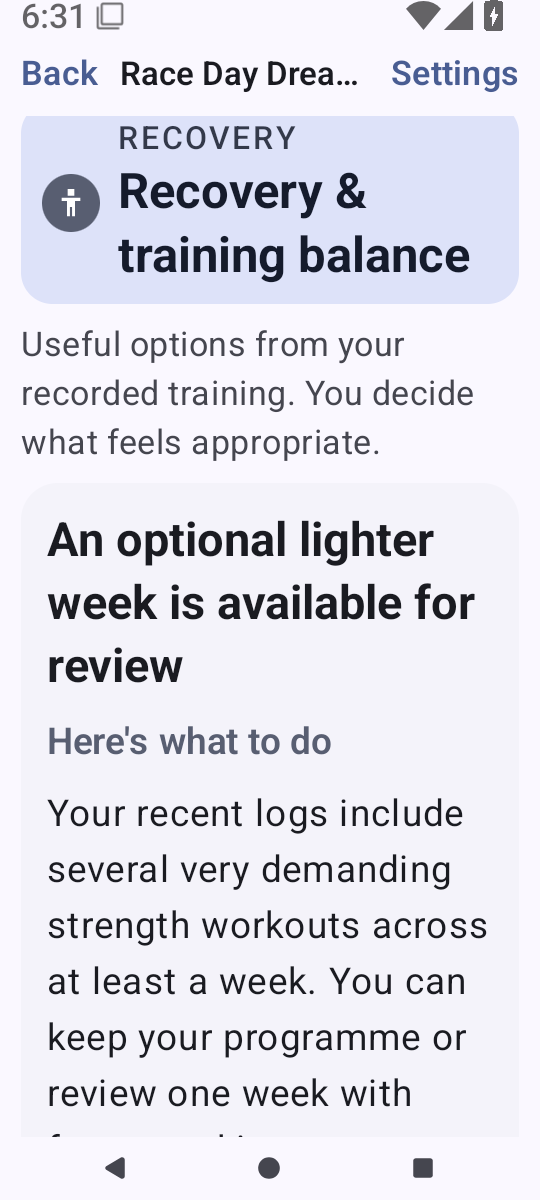 6:31
Back Race Day Drea... Settings
RECOVERY
Recovery &
training balance
Useful options from your
recorded training. You decide
what feels appropriate.
An optional lighter
week is available for
review
Here's what to do
Your recent logs include
several very demanding
strength workouts across
at least a week. You can
keep your programme or
review one week with